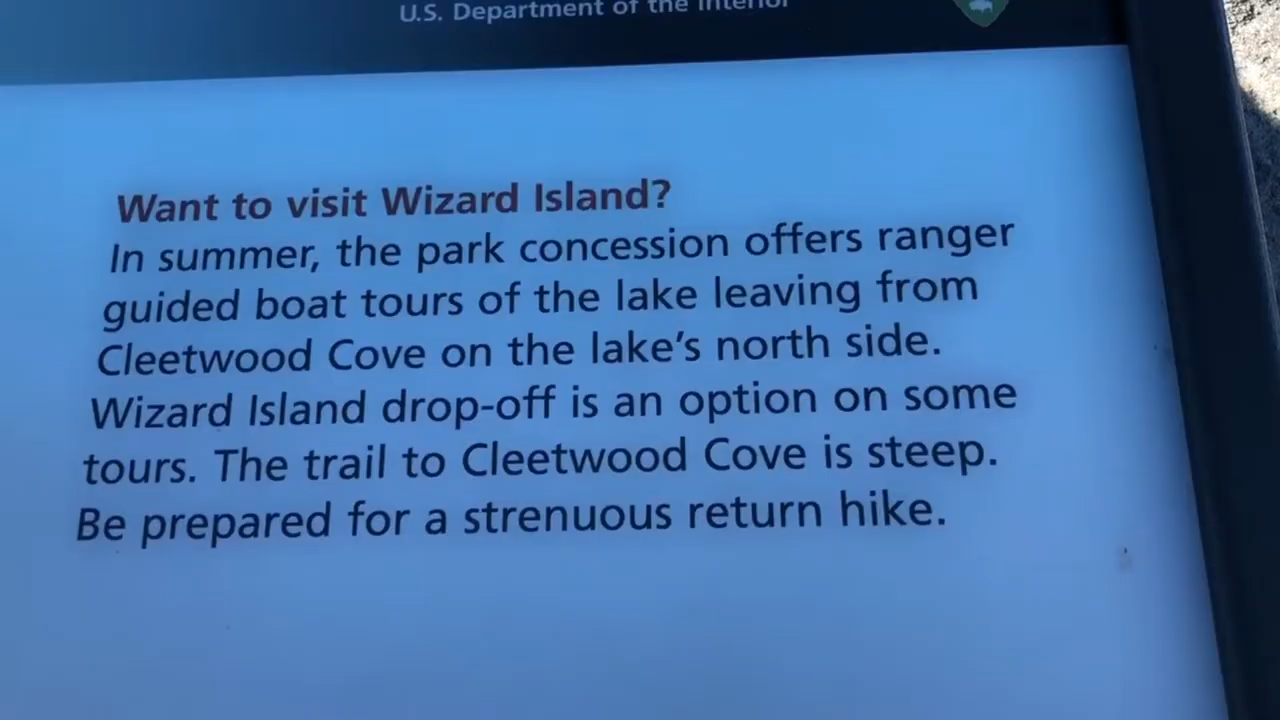 U.S. Department of the Interior
Want to visit Wizard Island?
In summer, the park concession offers ranger
guided boat tours of the lake leaving from
Cleetwood Cove on the lake's north side.
Wizard Island drop-off is an option on some
tours. The trail to Cleetwood Cove is steep.
Be prepared for a strenuous return hike.